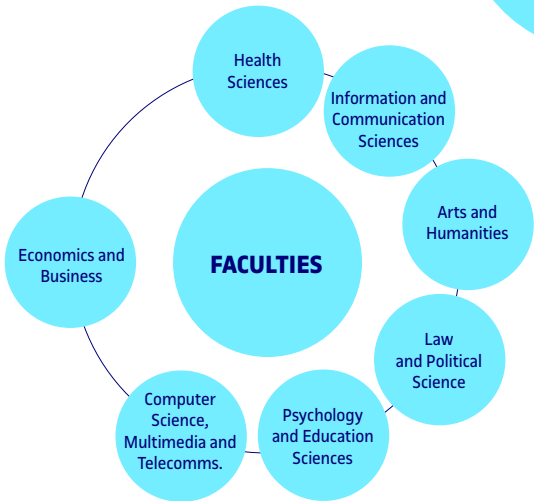 Health
Sciences
Information and
Communication
Sciences
Arts and
Humanities
Economics and
Business
FACULTIES
Law
and Political
Science
Computer
Science,
Multimedia and
Telecomms.
Psychology
and Education
Sciences